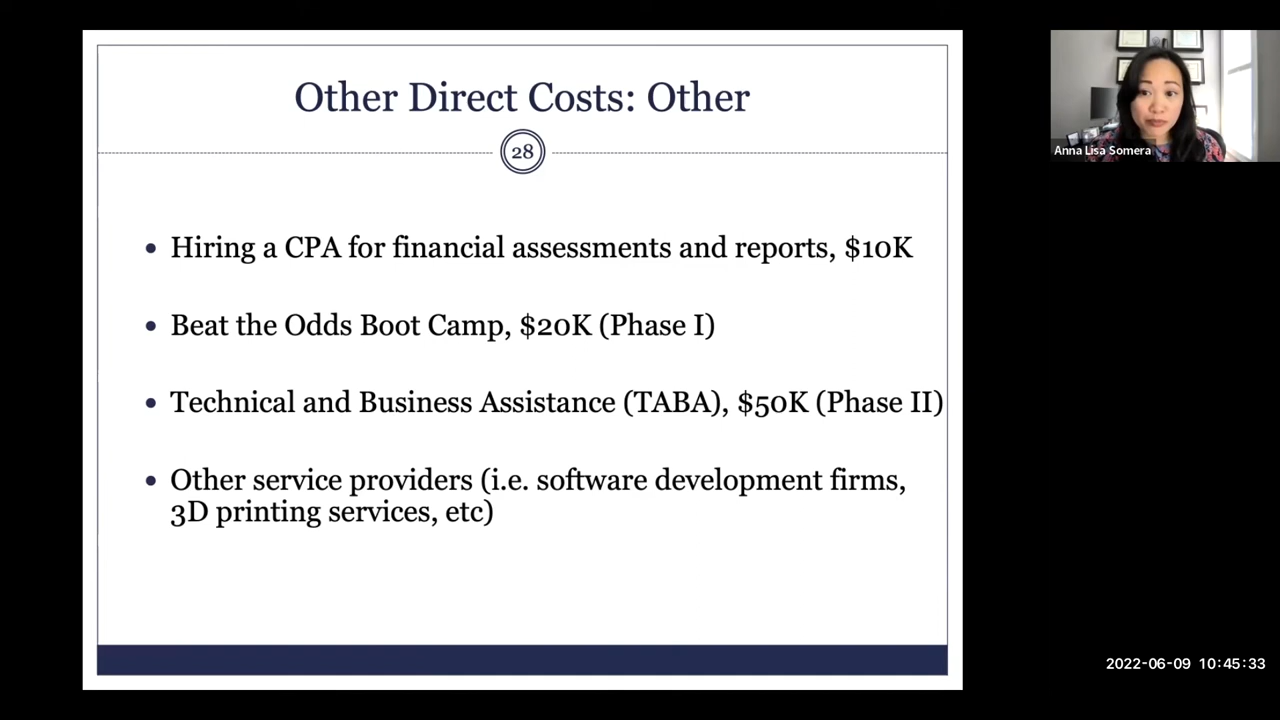 Other Direct Costs: Other
28
• Hiring a CPA for financial assessments and reports, $10K
• Beat the Odds Boot Camp, $20K (Phase I)
• Technical and Business Assistance (TABA), $50K (Phase II)
• Other service providers (i.e. software development firms,
3D printing services, etc)
Anna Lisa Somera
2022-06-09 10:45:33